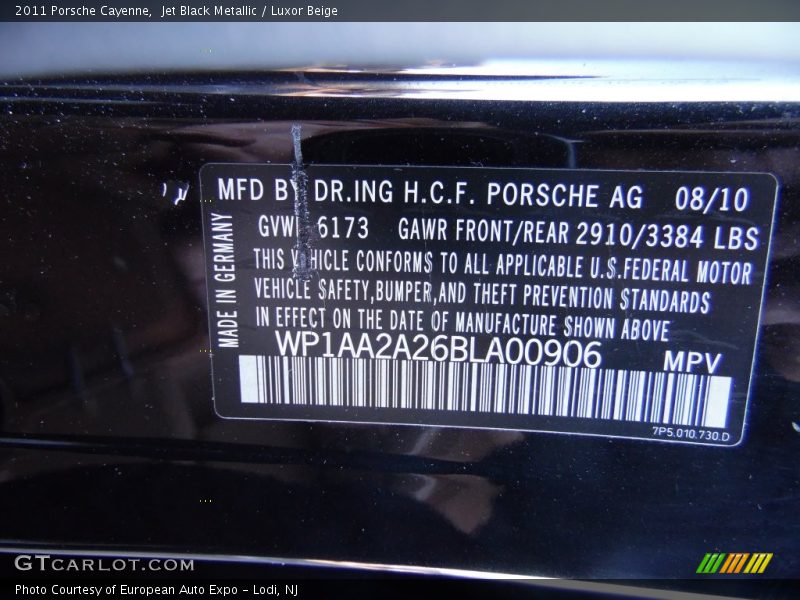 2011 Porsche Cayenne,  Jet Black Metallic / Luxor Beige
MFD BY DR.ING H.C.F. PORSCHE AG 08/10
GVWR 6173 GAWR FRONT/REAR 2910/3384 LBS
THIS VEHICLE CONFORMS TO ALL APPLICABLE U.S.FEDERAL MOTOR
VEHICLE SAFETY,BUMPER,AND THEFT PREVENTION STANDARDS
IN EFFECT ON THE DATE OF MANUFACTURE SHOWN ABOVE
MADE IN GERMANY
WP1AA2A26BLA00906 MPV
7P5.010.730.D
GTCARLOT.COM
Photo Courtesy of European Auto Expo - Lodi, NJ